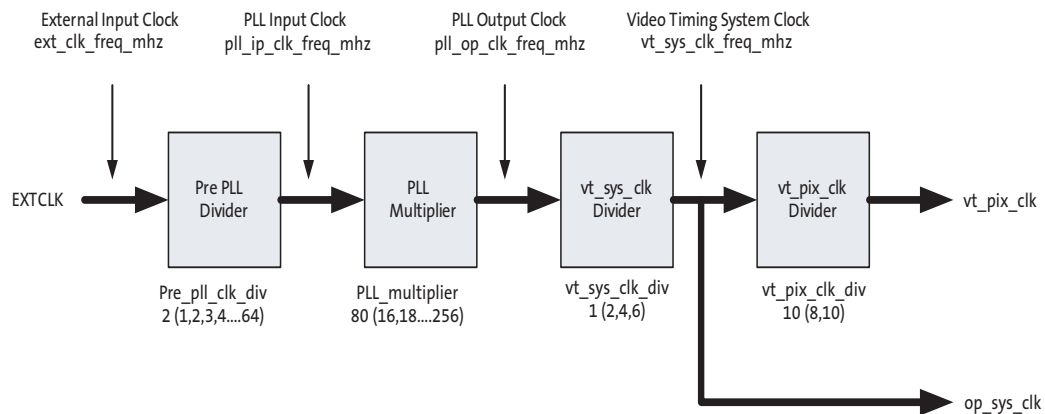 External Input Clock
ext_clk_freq_mhz
PLL Input Clock
pll_ip_clk_freq_mhz
PLL Output Clock
pll_op_clk_freq_mhz
Video Timing System Clock
vt_sys_clk_freq_mhz
EXTCLK
Pre PLL
Divider
PLL
Multiplier
vt_sys_clk
Divider
vt_pix_clk
Divider
vt_pix_clk
Pre_pll_clk_div
2 (1,2,3,4....64)
PLL_multiplier
80 (16,18....256)
vt_sys_clk_div
1 (2,4,6)
vt_pix_clk_div
10 (8,10)
op_sys_clk